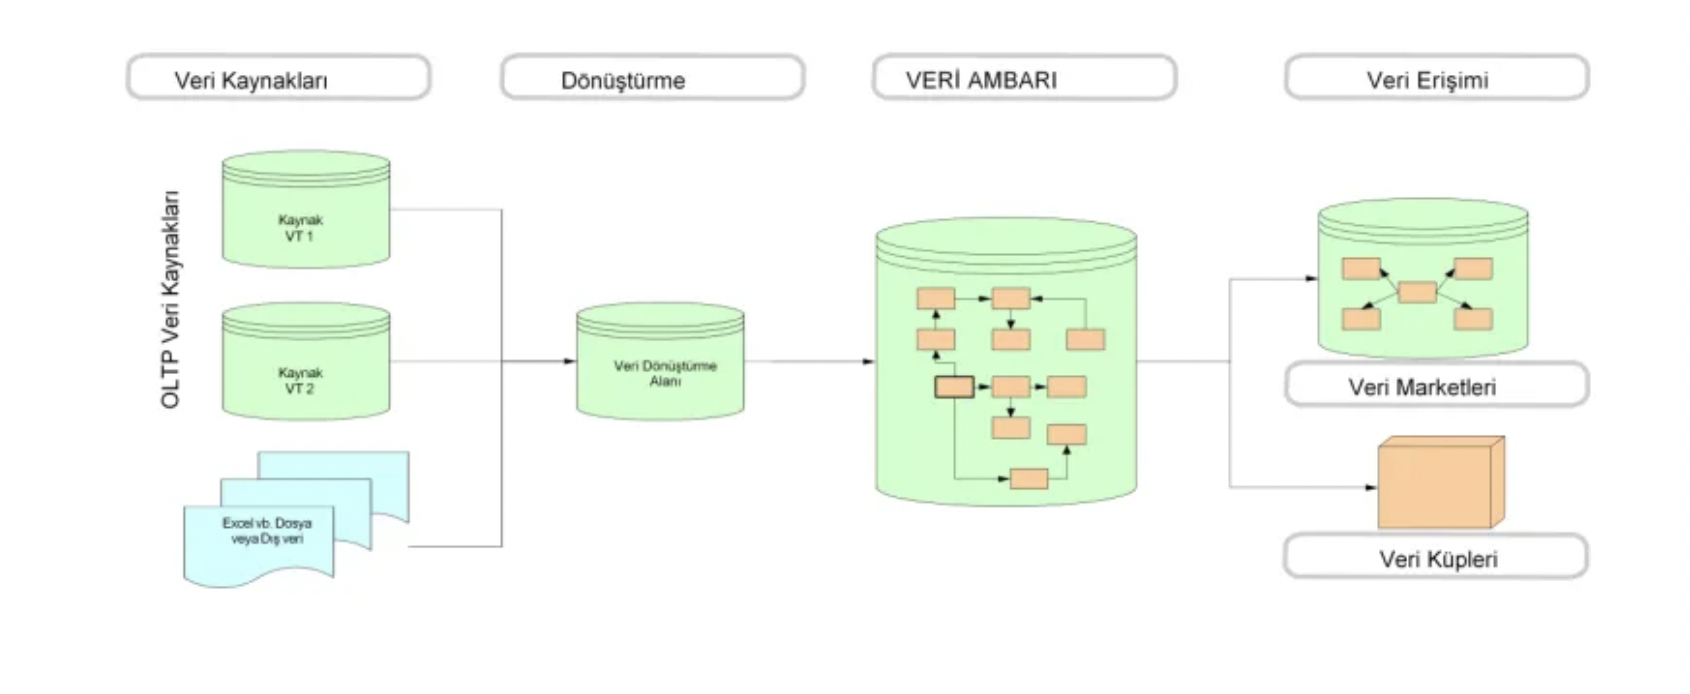 Veri Kaynakları
Dönüştürme
VERİ AMBARI
Veri Erişimi
OLTP Veri Kaynakları
Kaynak
VT 1
Kaynak
VT 2
Excel vb. Dosya
veya Dış veri
Veri Dönüştürme
Alanı
Veri Marketleri
Veri Küpleri